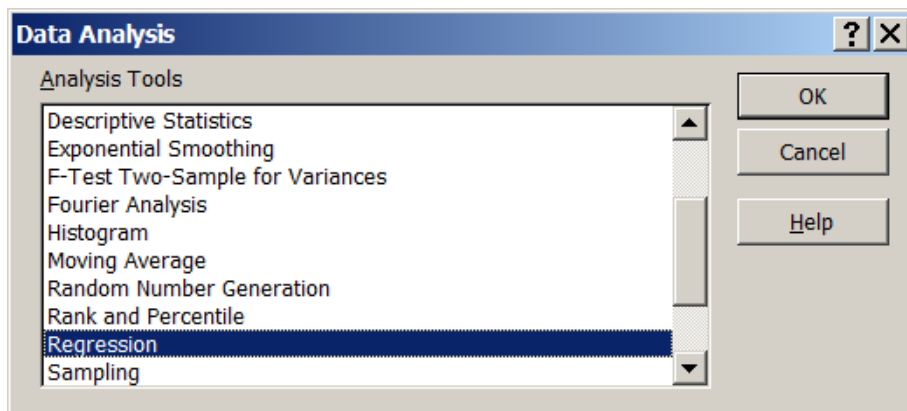 Data Analysis
Analysis Tools
Descriptive Statistics
Exponential Smoothing
F-Test Two-Sample for Variances
Fourier Analysis
Histogram
Moving Average
Random Number Generation
Rank and Percentile
Regression
Sampling
OK
Cancel
Help